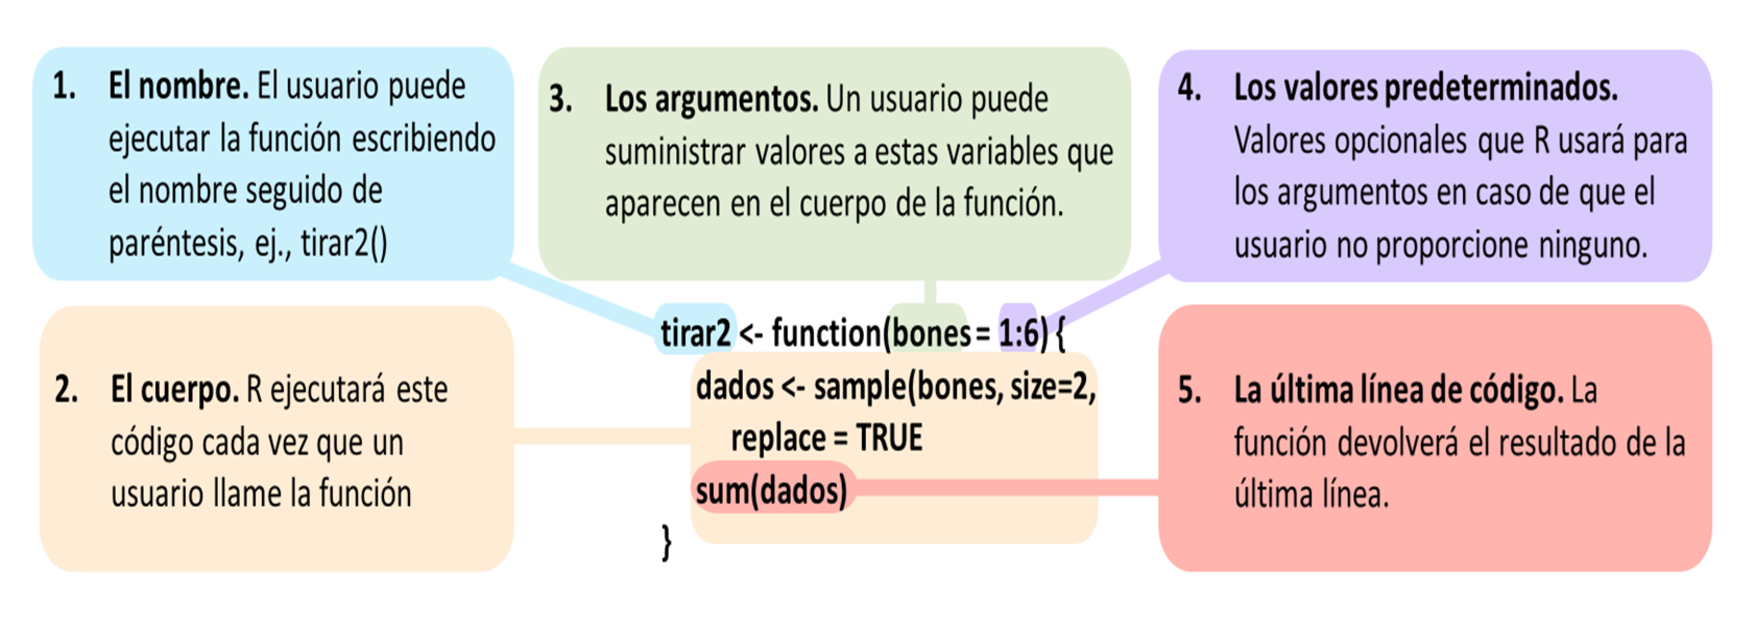 1. El nombre. El usuario puede
ejecutar la función escribiendo
el nombre seguido de
paréntesis, ej., tirar2()
2. El cuerpo. R ejecutará este
código cada vez que un
usuario llame la función
3. Los argumentos. Un usuario puede
suministrar valores a estas variables que
aparecen en el cuerpo de la función.
4. Los valores predeterminados.
Valores opcionales que R usará para
los argumentos en caso de que el
usuario no proporcione ninguno.
5. La última línea de código. La
función devolverá el resultado de la
última línea.
tirar2 <- function(bones = 1:6) {
dados <- sample(bones, size=2,
replace = TRUE
sum(dados)
}